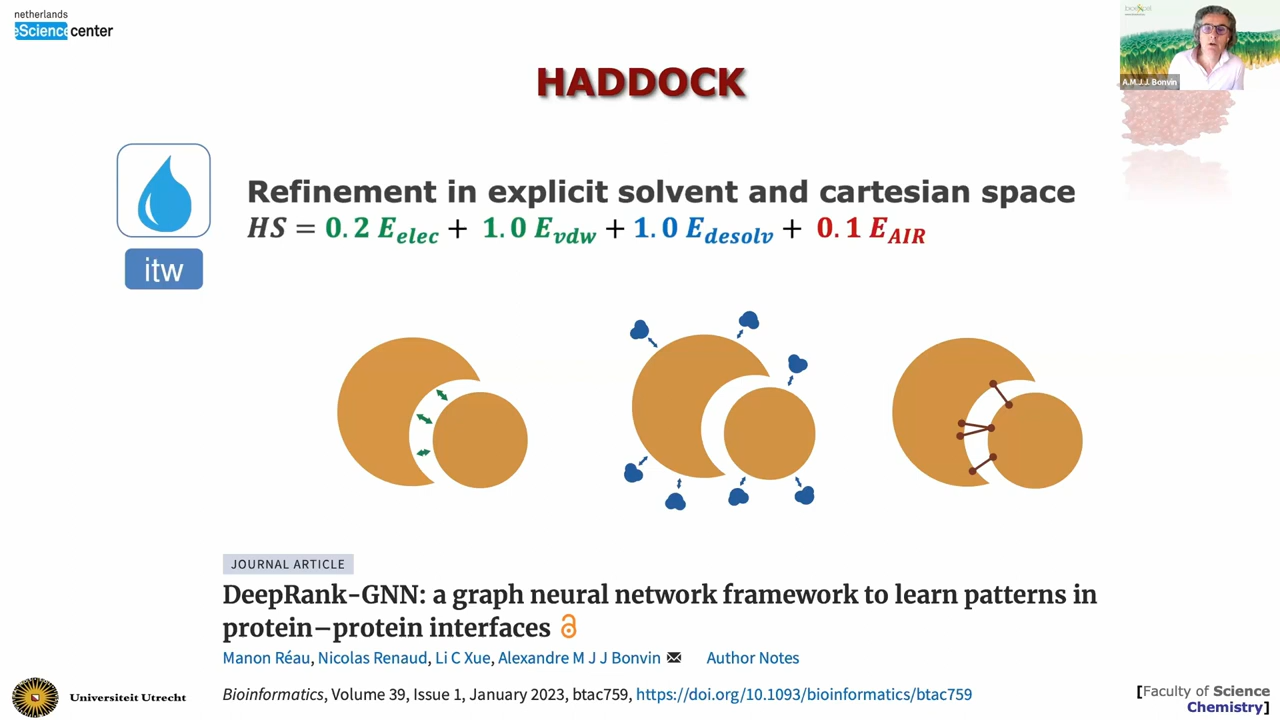 netherlands
eScience center
A.M.J.J. Bonvin
HADDOCK
Refinement in explicit solvent and cartesian space
HS = 0.2 E_elec + 1.0 E_vdw + 1.0 E_desolv + 0.1 E_AIR
itw
JOURNAL ARTICLE
DeepRank-GNN: a graph neural network framework to learn patterns in
protein–protein interfaces
Manon Réau, Nicolas Renaud, Li C Xue, Alexandre M J J Bonvin Author Notes
Bioinformatics, Volume 39, Issue 1, January 2023, btac759, https://doi.org/10.1093/bioinformatics/btac759
Universiteit Utrecht
[Faculty of Science
Chemistry]